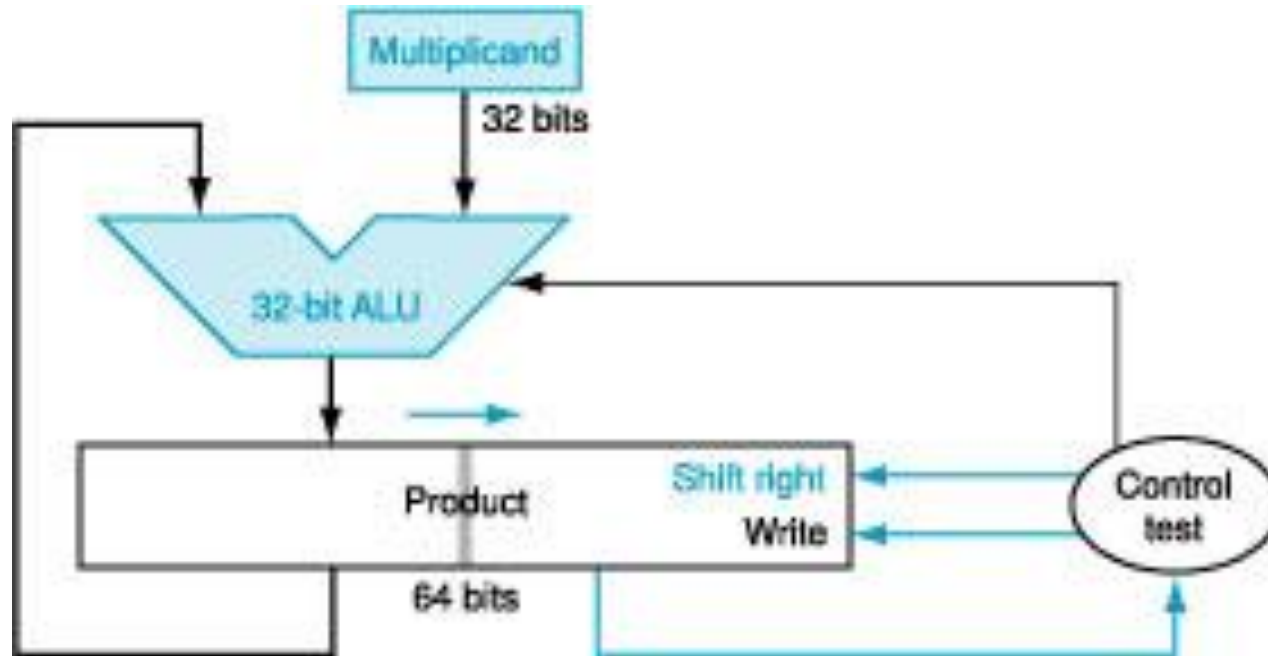 Multiplicand
32 bits
32-bit ALU
Shift right
Product
Write
64 bits
Control
test